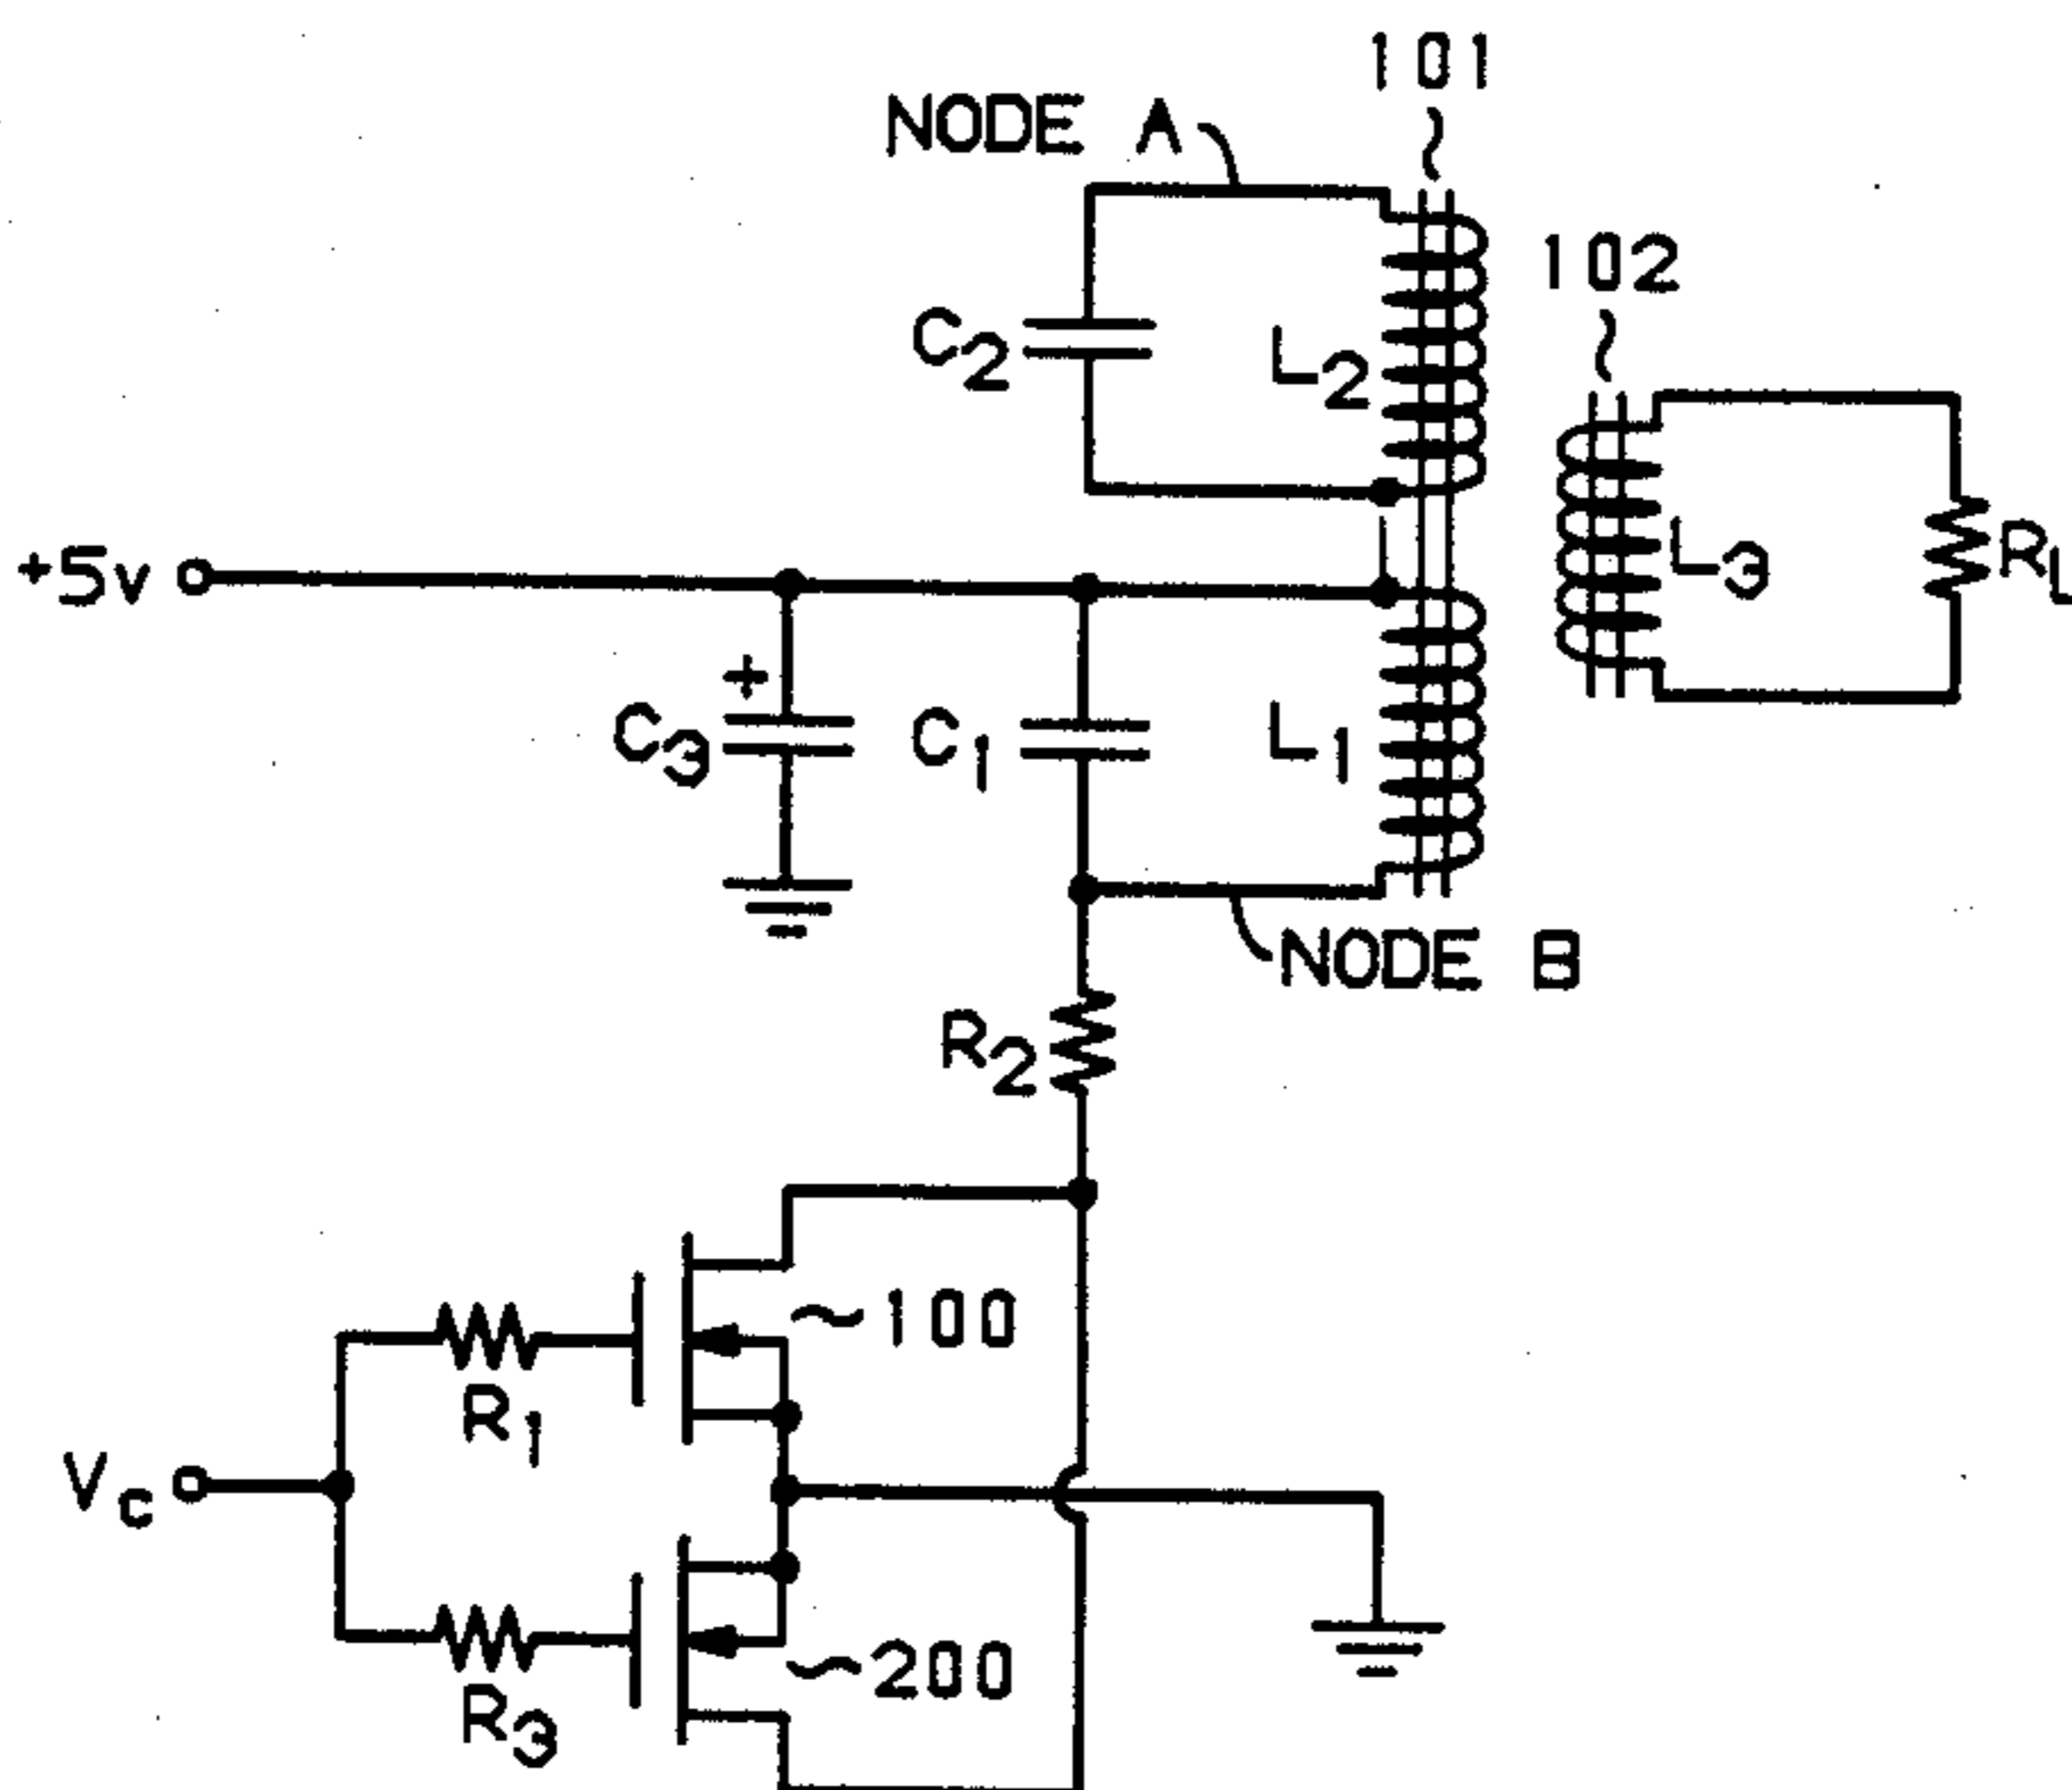 101
NODE A
102
C2
L2
+5v
L3
RL
+
C3
C1
L1
NODE B
R2
~100
R1
Vc
~200
R3